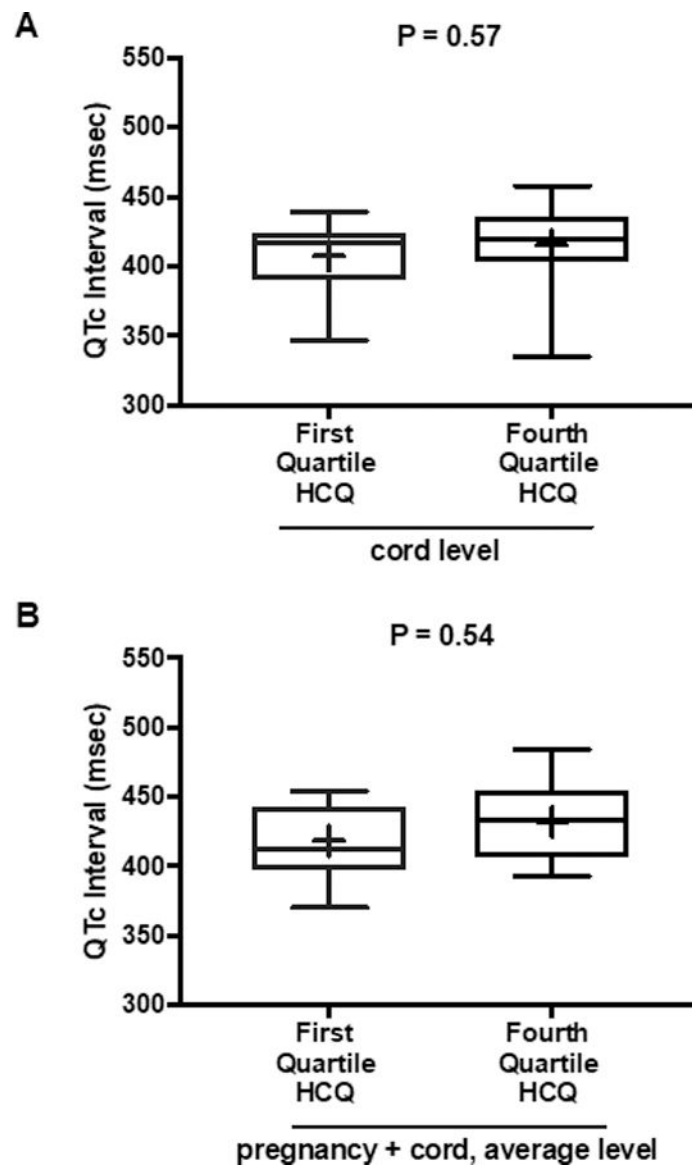 A
P = 0.57
QTc Interval (msec)
550
500
450
400
350
300
First
Quartile
HCQ
Fourth
Quartile
HCQ
cord level
B
P = 0.54
QTc Interval (msec)
550
500
450
400
350
300
First
Quartile
HCQ
Fourth
Quartile
HCQ
pregnancy + cord, average level